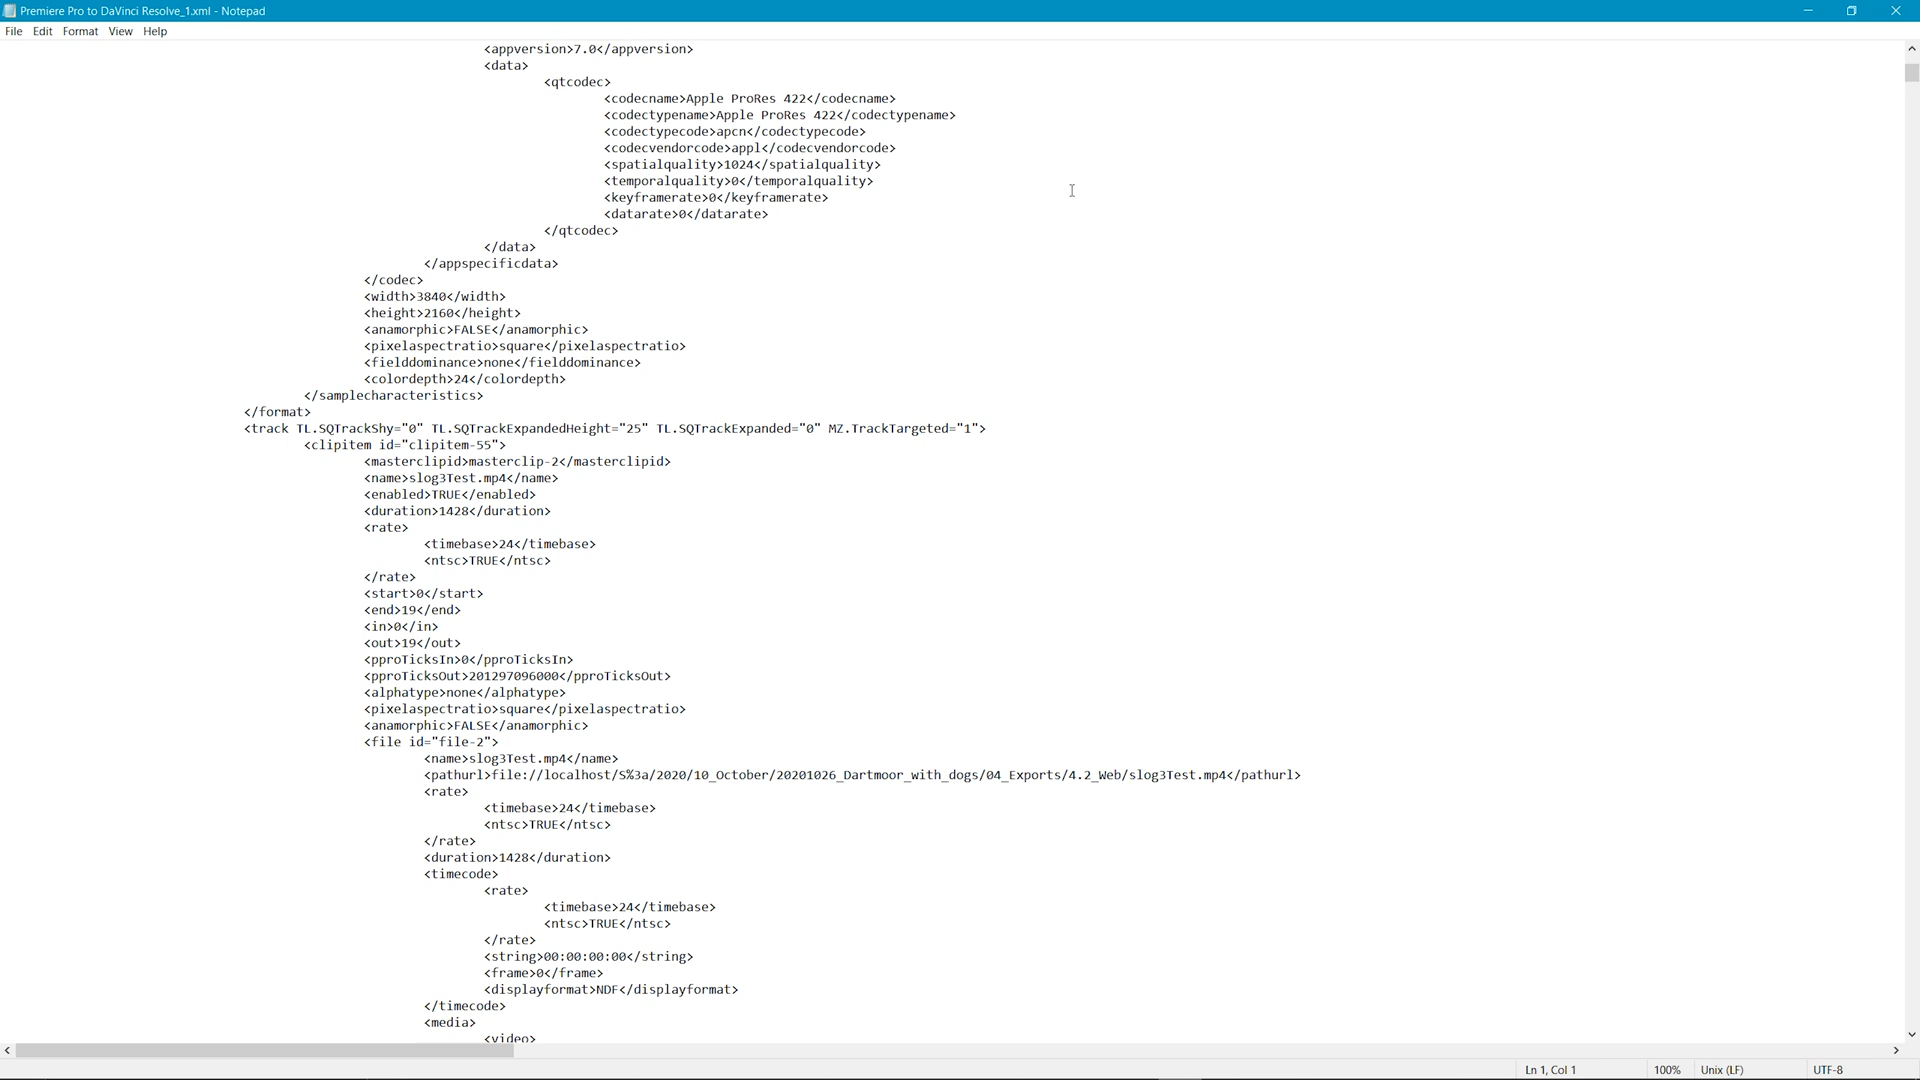 Premiere Pro to DaVinci Resolve_1.xml - Notepad
File Edit Format View Help
<appversion>7.0</appversion>
<data>
<qtcodec>
<codecname>Apple ProRes 422</codecname>
<codectypename>Apple ProRes 422</codectypename>
<codectypecode>apcn</codectypecode>
<codecvendorcode>appl</codecvendorcode>
<spatialquality>1024</spatialquality>
<temporalquality>0</temporalquality>
<keyframerate>0</keyframerate>
<datarate>0</datarate>
</qtcodec>
</data>
</appspecificdata>
</codec>
<width>3840</width>
<height>2160</height>
<anamorphic>FALSE</anamorphic>
<pixelaspectratio>square</pixelaspectratio>
<fielddominance>none</fielddominance>
<colordepth>24</colordepth>
</samplecharacteristics>
</format>
<track TL.SQTrackShy="0" TL.SQTrackExpandedHeight="25" TL.SQTrackExpanded="0" MZ.TrackTargeted="1">
<clipitem id="clipitem-55">
<masterclipid>masterclip-2</masterclipid>
<name>slog3Test.mp4</name>
<enabled>TRUE</enabled>
<duration>1428</duration>
<rate>
<timebase>24</timebase>
<ntsc>TRUE</ntsc>
</rate>
<start>0</start>
<end>19</end>
<in>0</in>
<out>19</out>
<pproTicksIn>0</pproTicksIn>
<pproTicksOut>201297096000</pproTicksOut>
<alphatype>none</alphatype>
<pixelaspectratio>square</pixelaspectratio>
<anamorphic>FALSE</anamorphic>
<file id="file-2">
<name>slog3Test.mp4</name>
<pathurl>file://localhost/S%3a/2020/10_October/20201026_Dartmoor_with_dogs/04_Exports/4.2_Web/slog3Test.mp4</pathurl>
<rate>
<timebase>24</timebase>
<ntsc>TRUE</ntsc>
</rate>
<duration>1428</duration>
<timecode>
<rate>
<timebase>24</timebase>
<ntsc>TRUE</ntsc>
</rate>
<string>00:00:00:00</string>
<frame>0</frame>
<displayformat>NDF</displayformat>
</timecode>
<media>
<video>
Ln 1, Col 1 100% Unix (LF) UTF-8